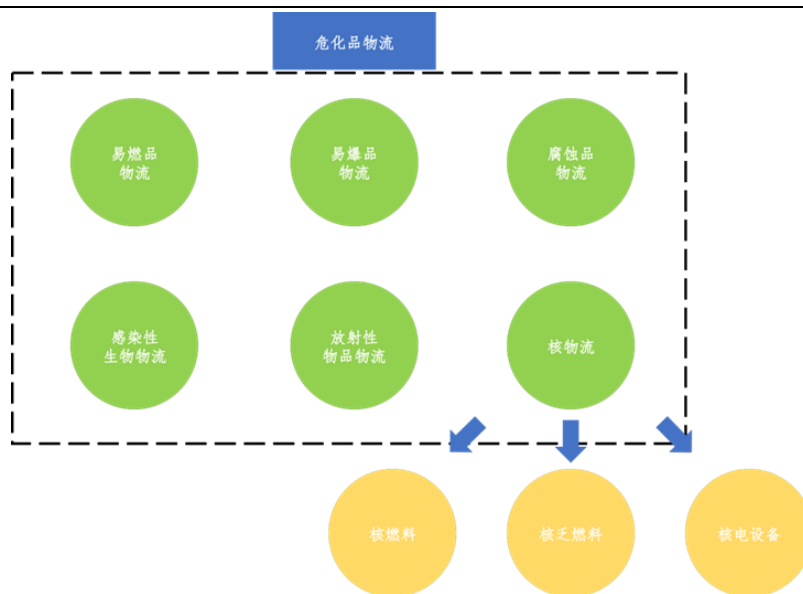 危化品物流
易燃品
物流
易爆品
物流
腐蚀品
物流
感染性
生物物流
放射性
物品物流
核物流
核燃料
核乏燃料
核电设备